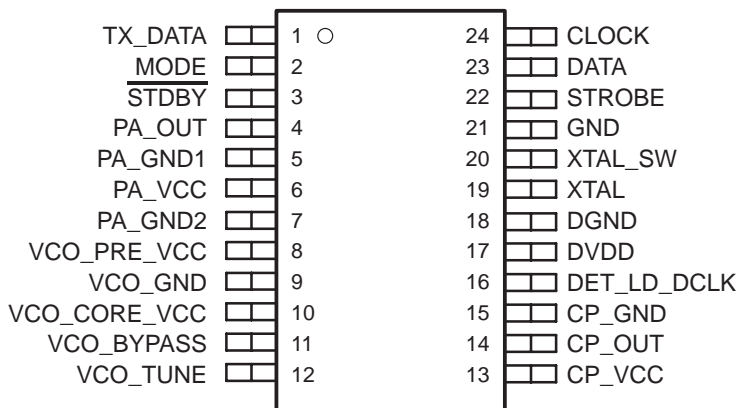 TX_DATA 1 24 CLOCK
MODE 2 23 DATA
STDBY 3 22 STROBE
PA_OUT 4 21 GND
PA_GND1 5 20 XTAL_SW
PA_VCC 6 19 XTAL
PA_GND2 7 18 DGND
VCO_PRE_VCC 8 17 DVDD
VCO_GND 9 16 DET_LD_DCLK
VCO_CORE_VCC 10 15 CP_GND
VCO_BYPASS 11 14 CP_OUT
VCO_TUNE 12 13 CP_VCC